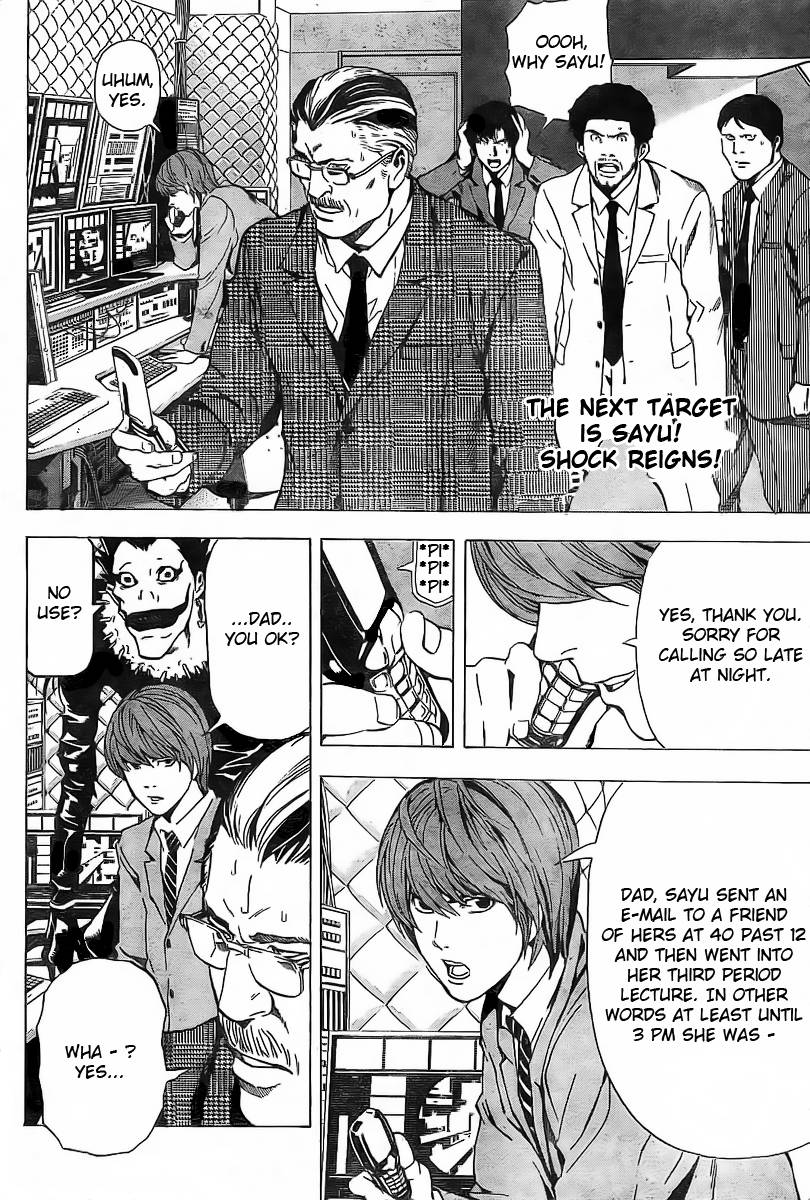 OOOH,
WHY SAYU!
UHUM,
YES.
THE NEXT TARGET
IS SAYU!
SHOCK REIGNS!
YES, THANK YOU.
SORRY FOR
CALLING SO LATE
AT NIGHT.
*PI*
*PI*
*PI*
DAD, SAYU SENT AN
E-MAIL TO A FRIEND
OF HERS AT 40 PAST 12
AND THEN WENT INTO
HER THIRD PERIOD
LECTURE. IN OTHER
WORDS AT LEAST UNTIL
3 PM SHE WAS -
...DAD..
YOU OK?
NO
USE?
WHA - ?
YES...